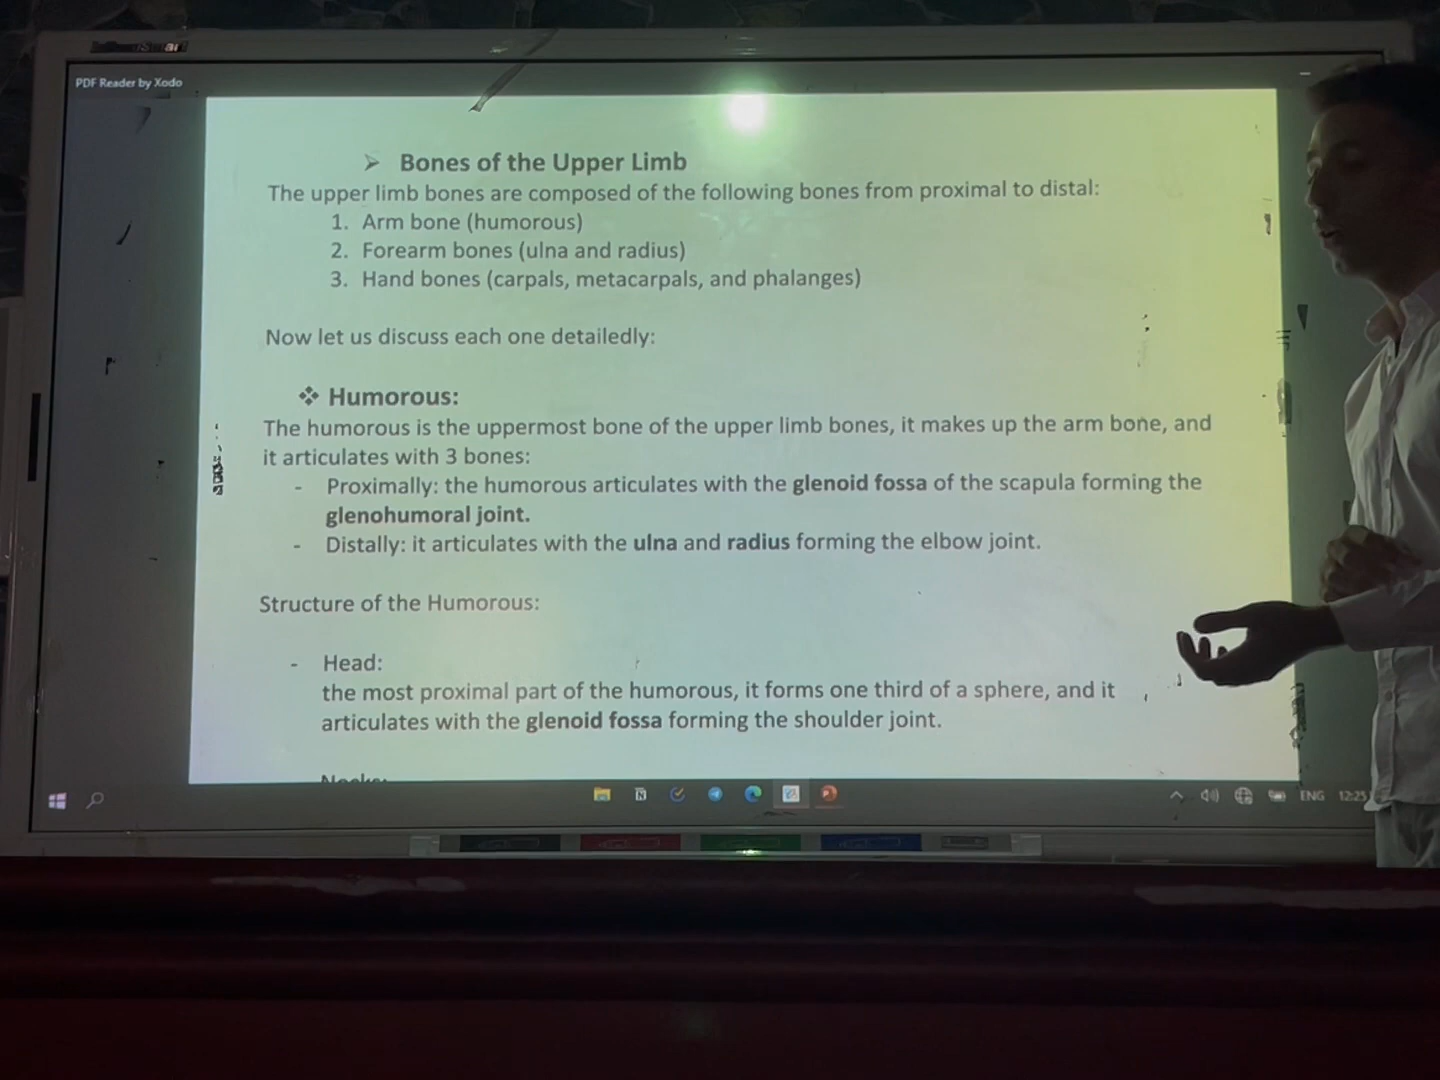 PDF Reader by Xodo
➢ Bones of the Upper Limb
The upper limb bones are composed of the following bones from proximal to distal:
1. Arm bone (humorous)
2. Forearm bones (ulna and radius)
3. Hand bones (carpals, metacarpals, and phalanges)
Now let us discuss each one detailedly:
❖ Humorous:
The humorous is the uppermost bone of the upper limb bones, it makes up the arm bone, and
it articulates with 3 bones:
- Proximally: the humorous articulates with the glenoid fossa of the scapula forming the
glenohumoral joint.
- Distally: it articulates with the ulna and radius forming the elbow joint.
Structure of the Humorous:
- Head:
the most proximal part of the humorous, it forms one third of a sphere, and it
articulates with the glenoid fossa forming the shoulder joint.
ENG 12:25